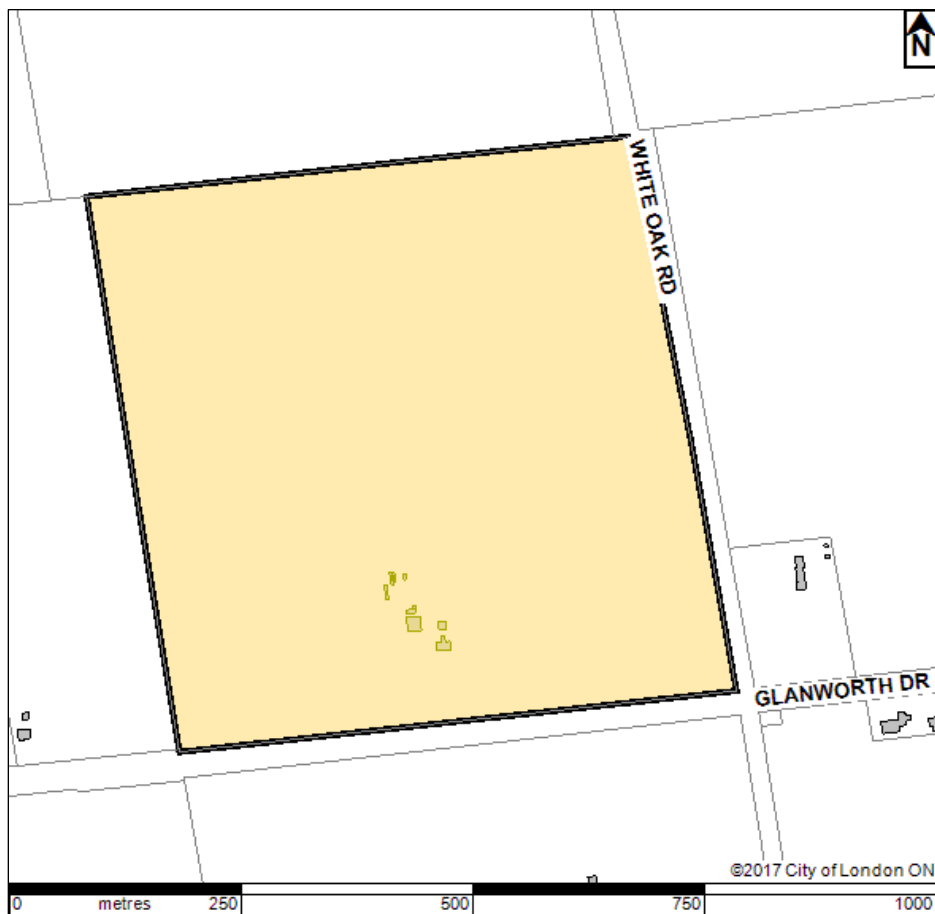 N
WHITE OAK RD
GLANWORTH DR
©2017 City of London ON
0 metres 250 500 750 1000